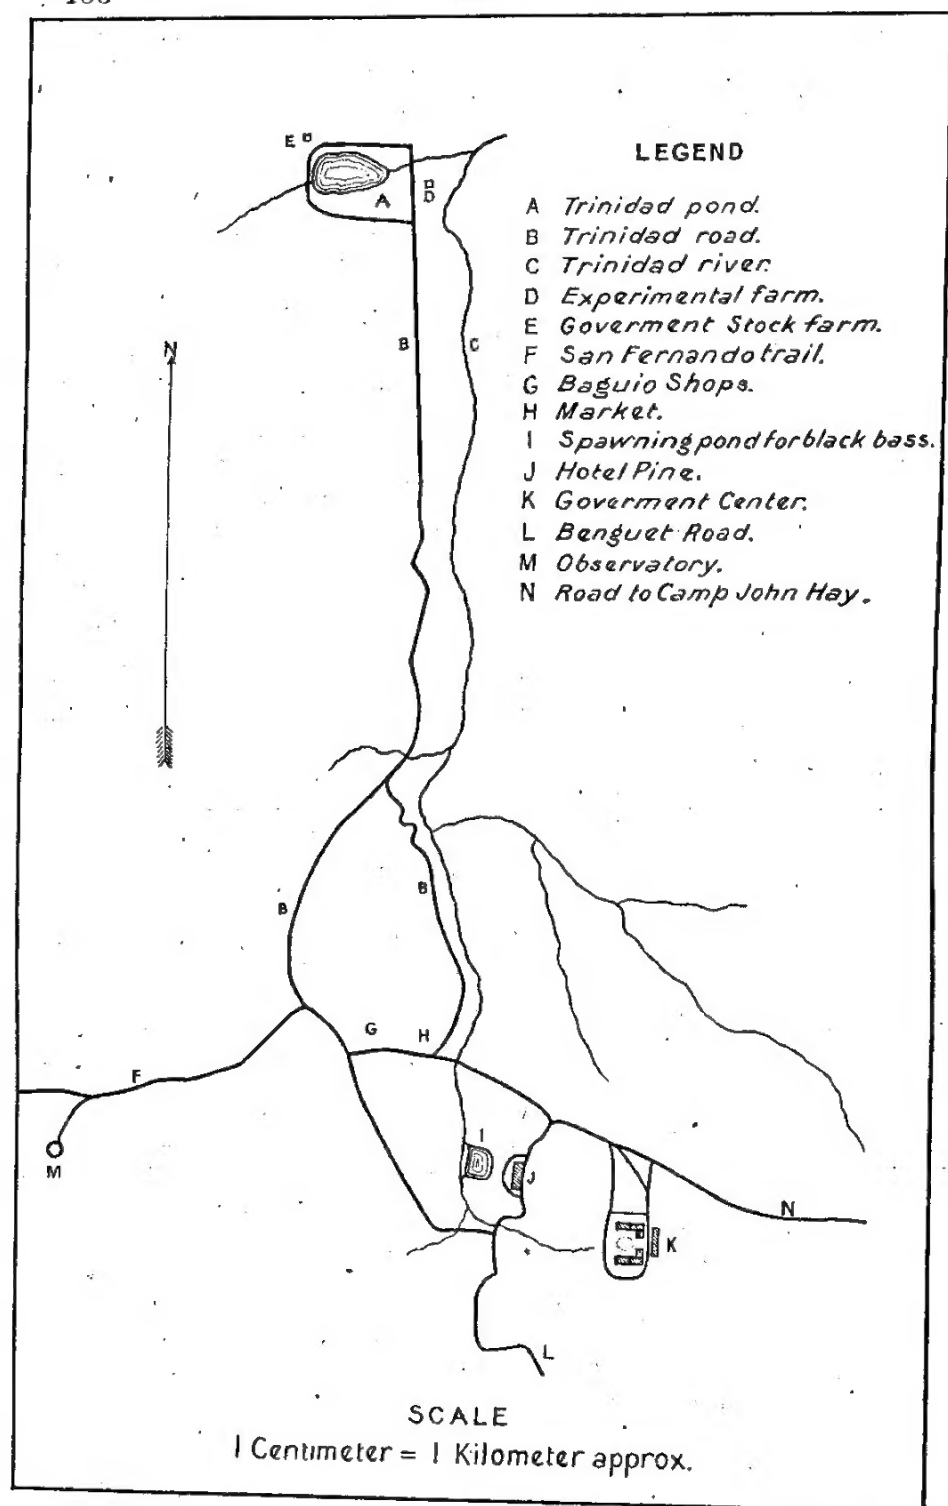 LEGEND
A Trinidad pond.
B Trinidad road.
C Trinidad river.
D Experimental farm.
E Goverment Stock farm.
F San Fernando trail.
G Baguio Shops.
H Market.
I Spawning pond for black bass.
J Hotel Pine.
K Goverment Center.
L Benguet Road.
M Observatory.
N Road to Camp John Hay.
E
A
D
B
C
N
B
B
G
H
F
I
M
J
N
K
L
SCALE
1 Centimeter = 1 Kilometer approx.